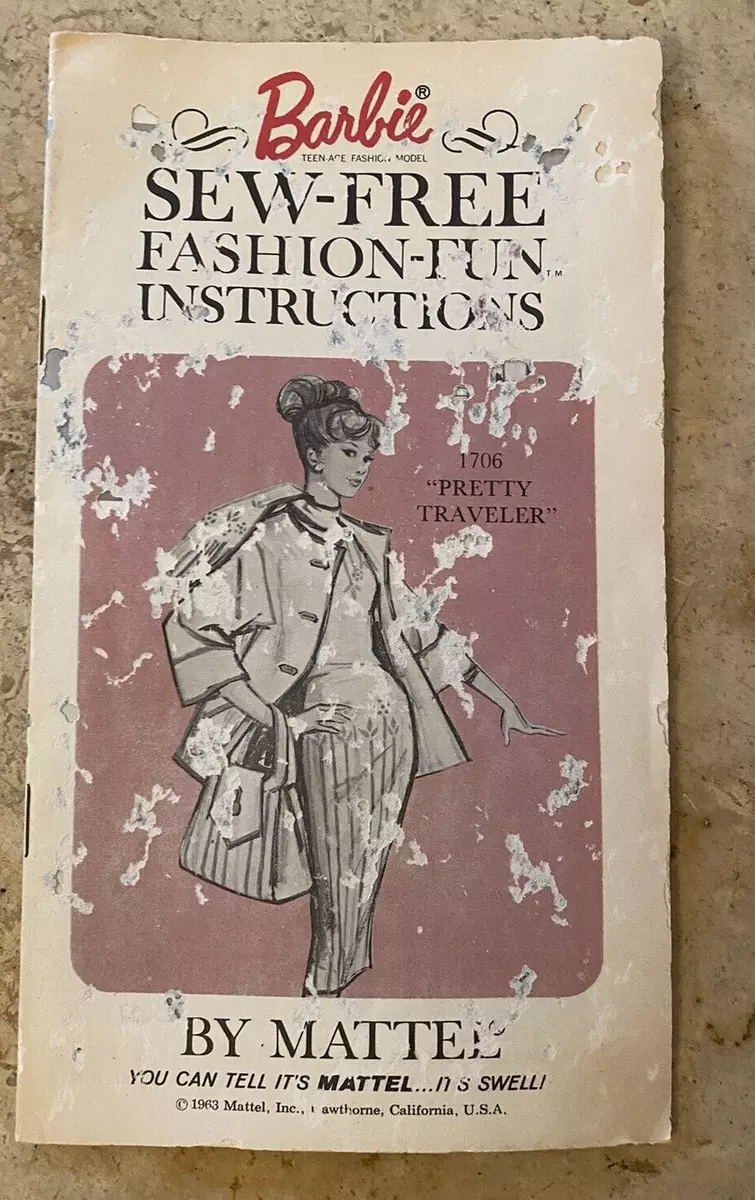 Barbie®
TEEN-AGE FASHION MODEL
SEW-FREE
FASHION-FUN™
INSTRUCTIONS
1706
"PRETTY
TRAVELER"
BY MATTEL
YOU CAN TELL IT'S MATTEL...IT'S SWELL!
© 1963 Mattel, Inc., Hawthorne, California, U.S.A.